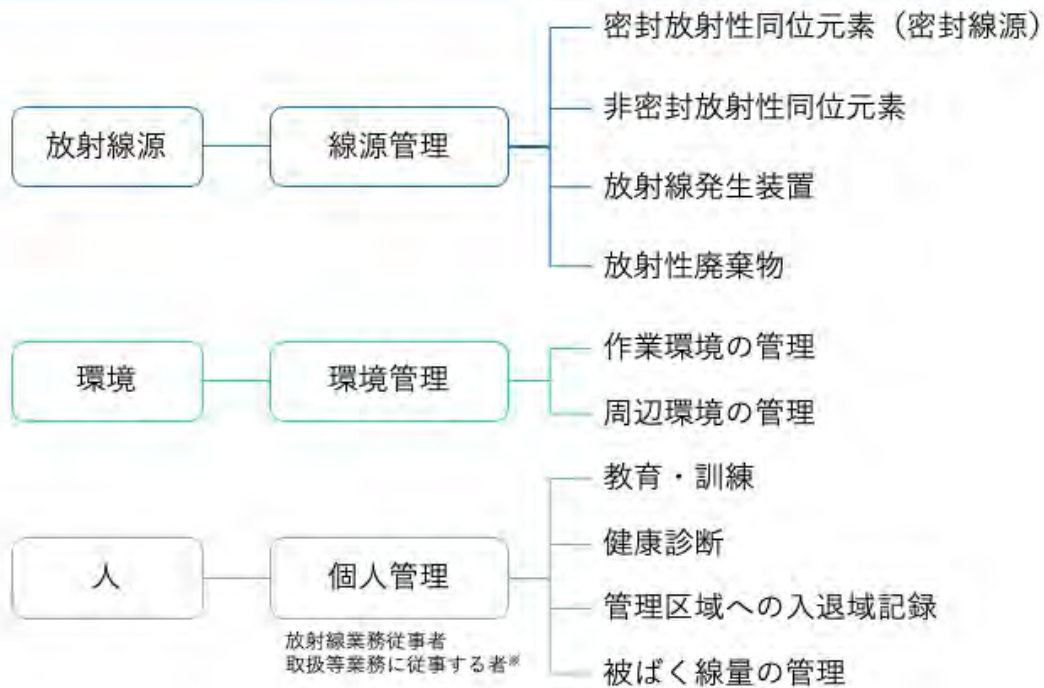 放射線源
線源管理
密封放射性同位元素（密封線源）
非密封放射性同位元素
放射線発生装置
放射性廃棄物
環境
環境管理
作業環境の管理
周辺環境の管理
人
個人管理
放射線業務従事者
取扱等業務に従事する者※
教育・訓練
健康診断
管理区域への入退域記録
被ばく線量の管理